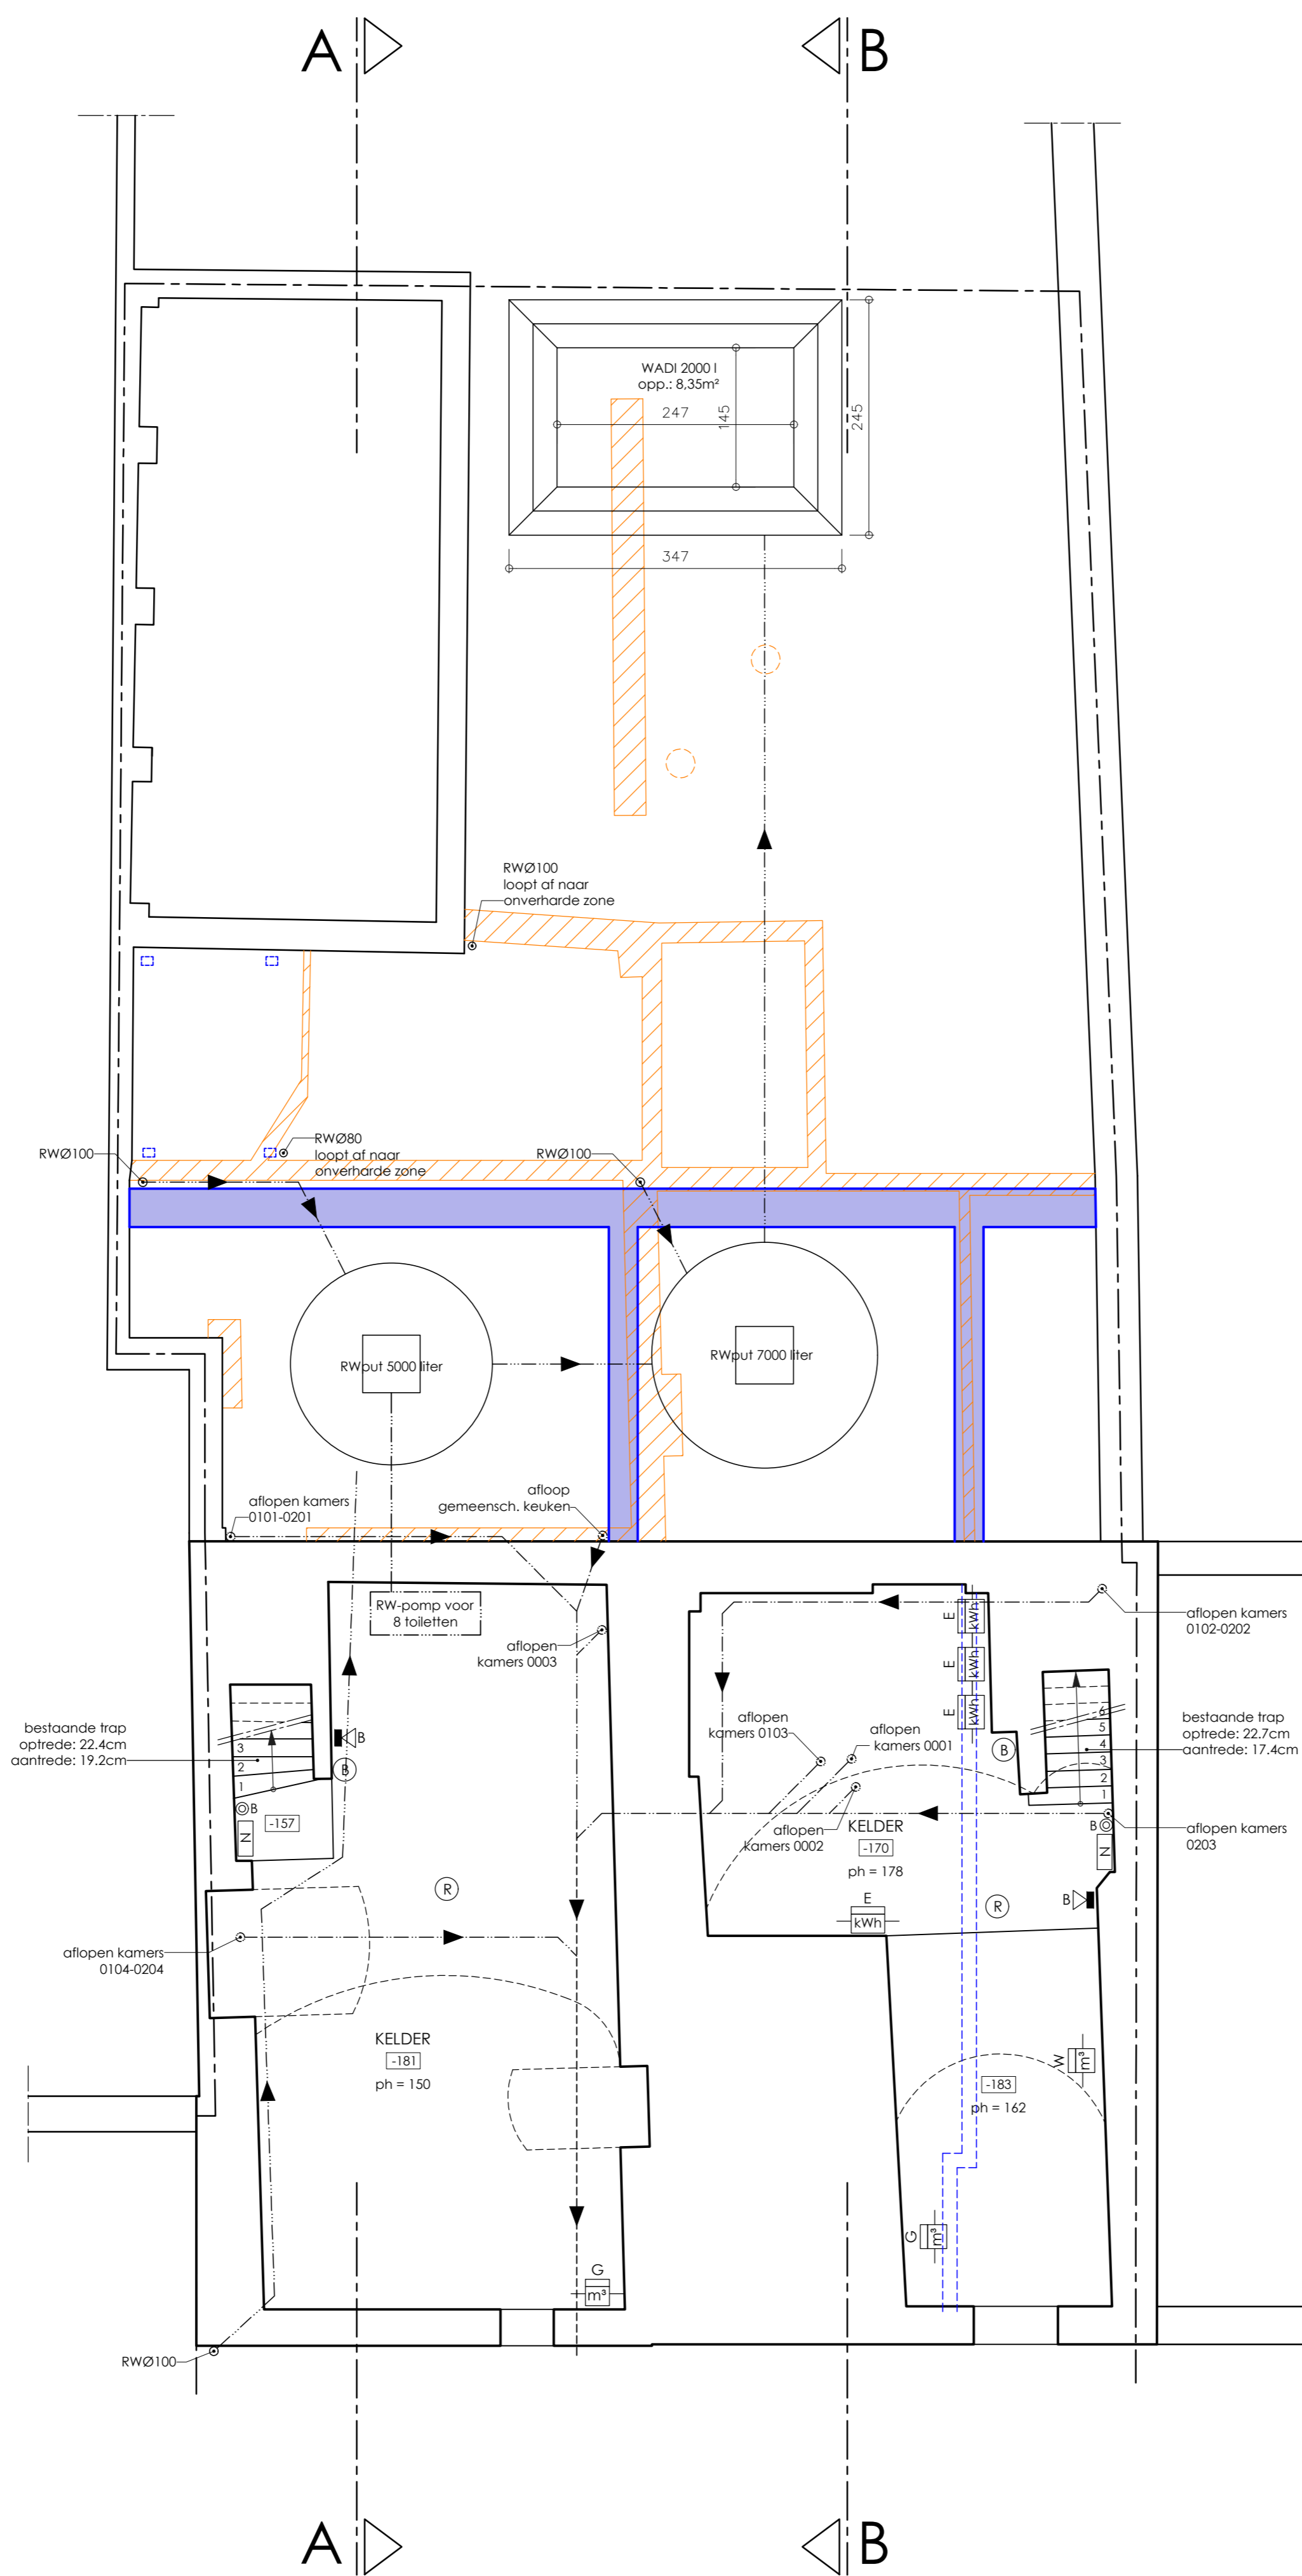 A
B
WADI 2000 l
opp.: 8,35m²
247
145
245
347
RWØ100
loopt af naar
onverharde zone
RWØ80
loopt af naar
onverharde zone
RWØ100
RWØ100
RWput 5000 liter
RWput 7000 liter
aflopen kamers
0101-0201
afloop
gemeensch. keuken
RW-pomp voor
8 toiletten
aflopen
kamers 0003
E
kWh
E
kWh
E
kWh
aflopen kamers
0102-0202
bestaande trap
optrede: 22.4cm
aantrede: 19.2cm
3
2
1
B
B
B
N
-157
aflopen
kamers 0103
aflopen
kamers 0001
B
6
5
4
3
2
1
bestaande trap
optrede: 22.7cm
aantrede: 17.4cm
aflopen
kamers 0002
KELDER
-170
ph = 178
B
N
aflopen kamers
0203
R
R
B
E
kWh
aflopen kamers
0104-0204
KELDER
-181
ph = 150
W
m³
-183
ph = 162
G
m³
G
m³
RWØ100
A
B